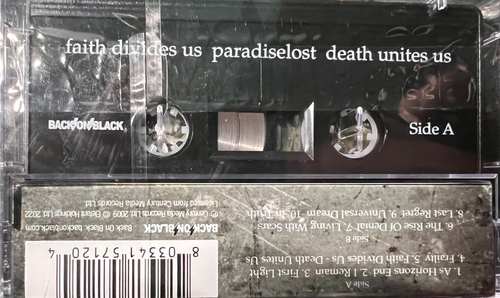 faith divides us paradiselost death unites us
BACK/ON/BLACK
Side A
Side A
1. As Horizons End 2. I Remain 3. First Light
4. Frailty 5. Faith Divides Us - Death Unites Us
Side B
6. The Rise Of Denial 7. Living With Scars
8. Last Regret 9. Universal Dream 10. In Truth
BACK/ON/BLACK Back On Black. backonblack.com
℗ Century Media Records Ltd. 2009 © Belant Holdings Ltd 2022
Licensed from Century Media Records Ltd.
8 03341 57120 4